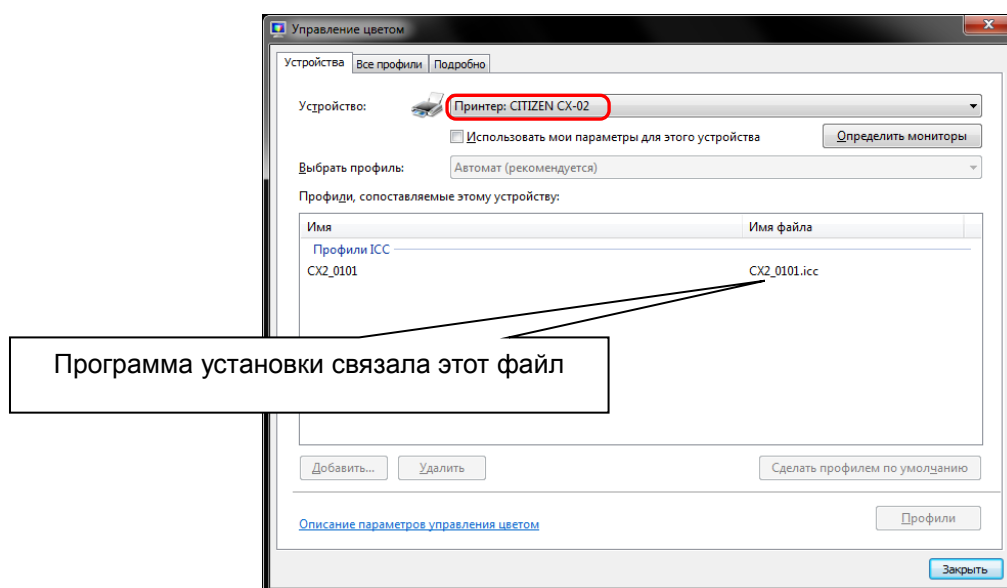 Управление цветом
Устройства Все профили Подробно
Устройство: Принтер: CITIZEN CX-02
Использовать мои параметры для этого устройства Определить мониторы
Выбрать профиль: Автомат (рекомендуется)
Профили, сопоставляемые этому устройству:
Имя Имя файла
Профили ICC
CX2_0101 CX2_0101.icc
Программа установки связала этот файл
Добавить... Удалить Сделать профилем по умолчанию
Описание параметров управления цветом Профили
Закрыть